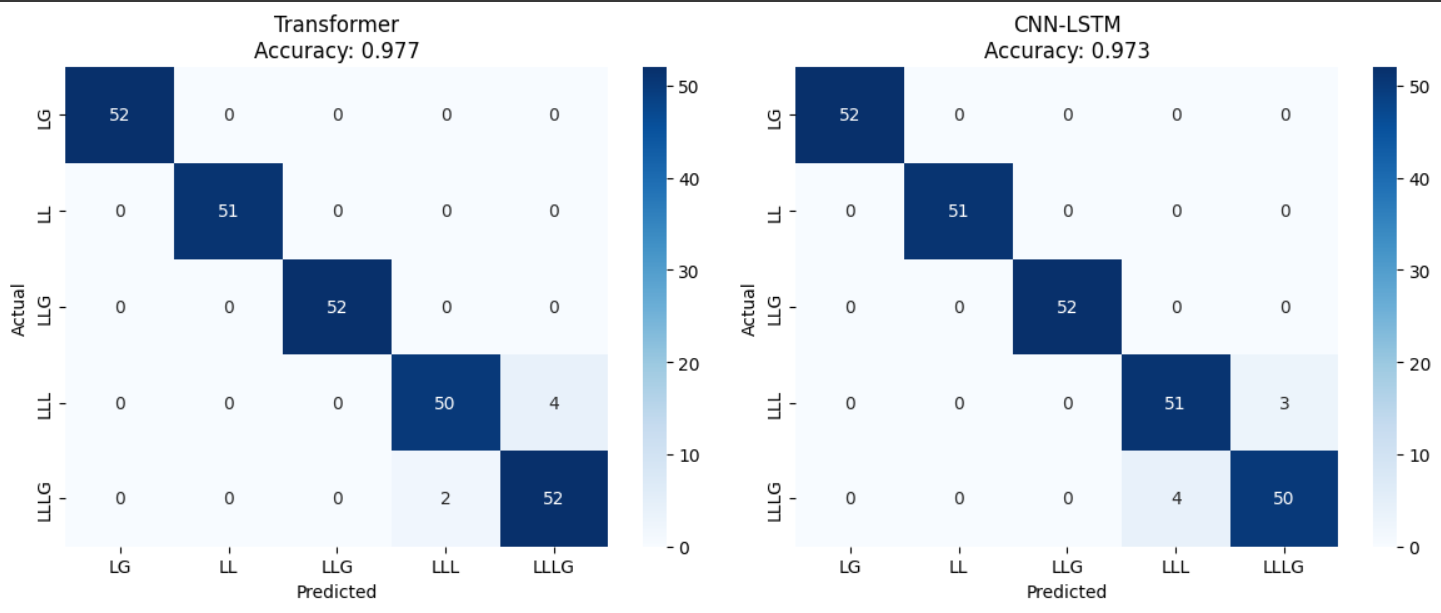 Transformer
Accuracy: 0.977
LG 52 0 0 0 0 50
LL 0 51 0 0 0 40
LLG 0 0 52 0 0 30
LLL 0 0 0 50 4 20
LLLG 0 0 0 2 52 10
0
LG LL LLG LLL LLLG
Actual
Predicted
CNN-LSTM
Accuracy: 0.973
LG 52 0 0 0 0 50
LL 0 51 0 0 0 40
LLG 0 0 52 0 0 30
LLL 0 0 0 51 3 20
LLLG 0 0 0 4 50 10
0
LG LL LLG LLL LLLG
Actual
Predicted